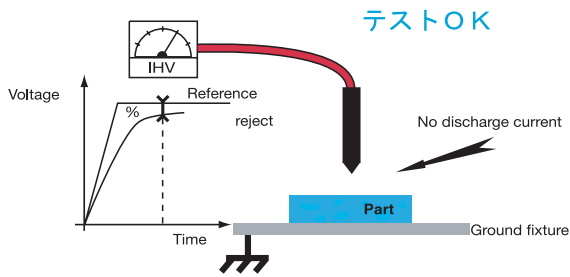 テストOK
IHV
Voltage
Reference
%
reject
No discharge current
Part
Time
Ground fixture